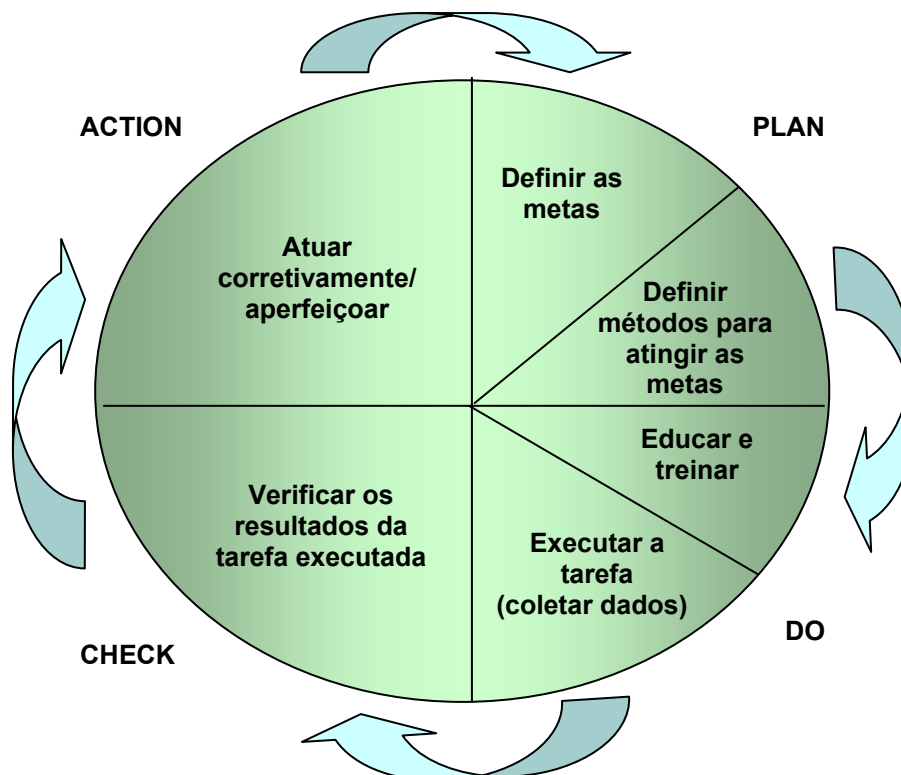 ACTION
PLAN
Definir as
metas
Atuar
corretivamente/
aperfeiçoar
Definir
métodos para
atingir as
metas
Educar e
treinar
Verificar os
resultados da
tarefa executada
Executar a
tarefa
(coletar dados)
DO
CHECK